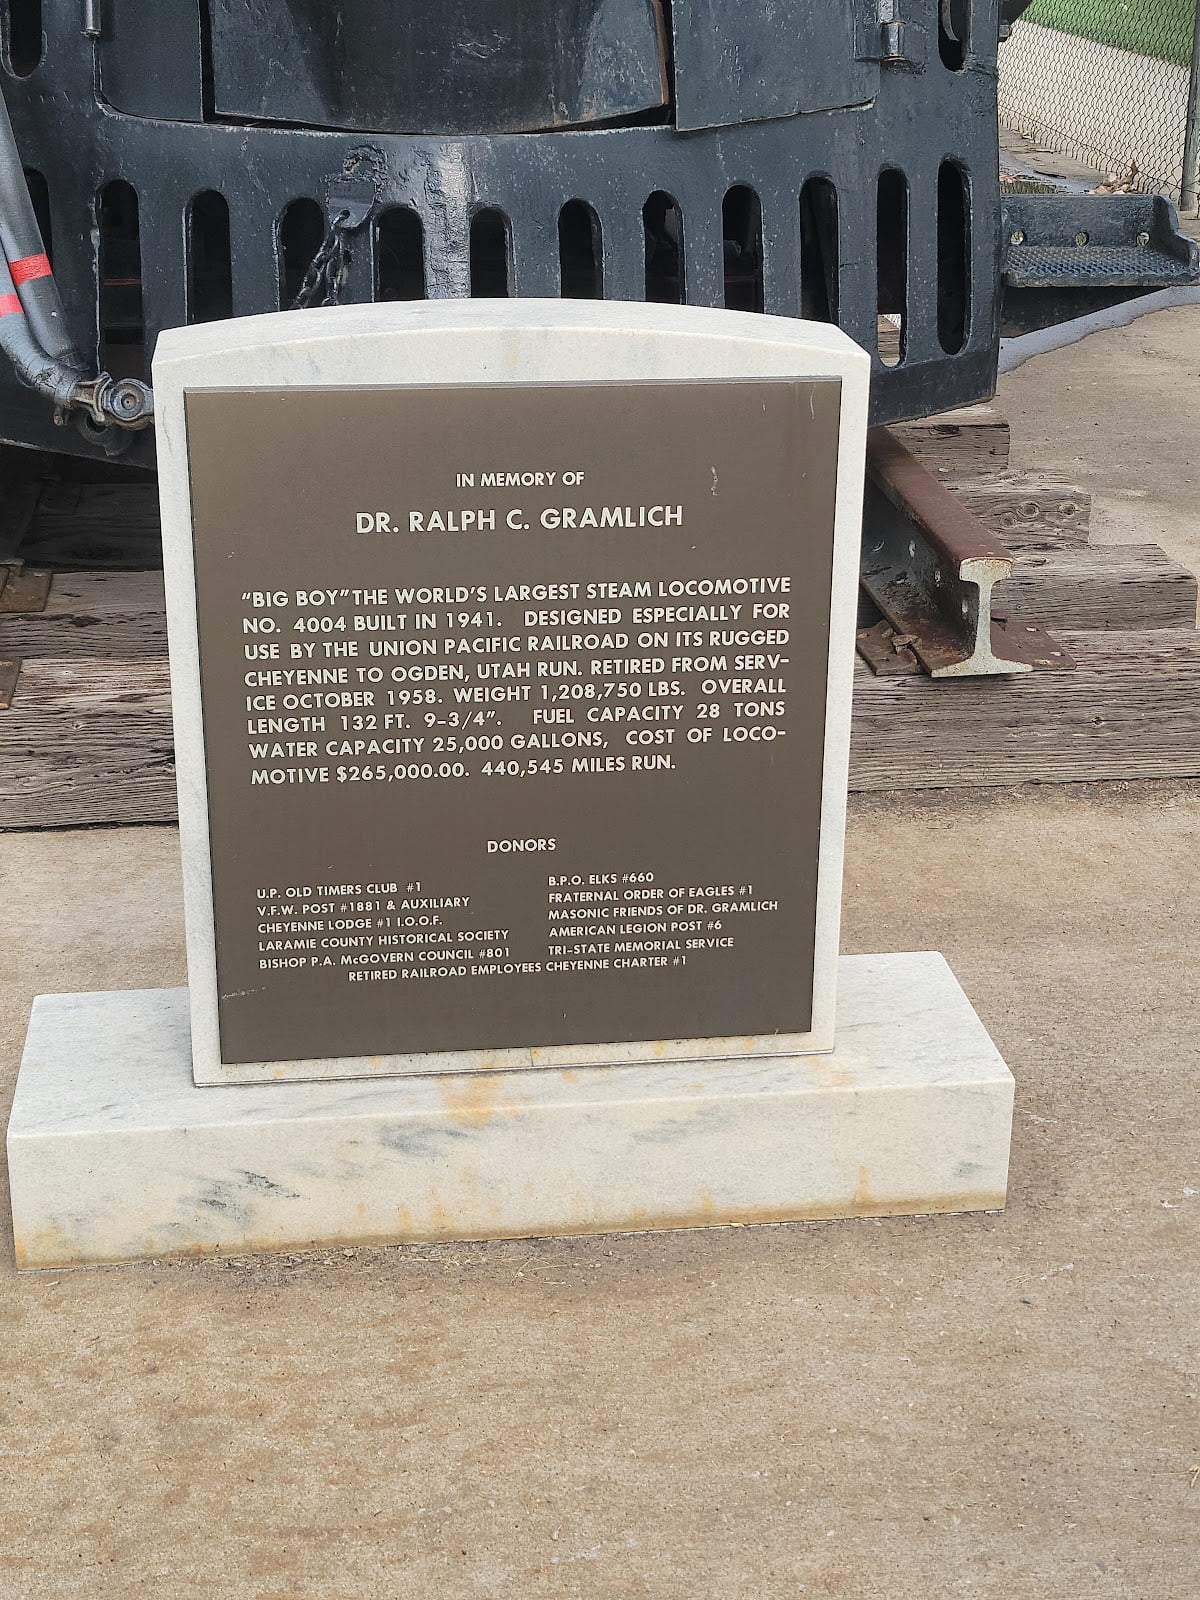 IN MEMORY OF
DR. RALPH C. GRAMLICH
"BIG BOY" THE WORLD'S LARGEST STEAM LOCOMOTIVE
NO. 4004 BUILT IN 1941. DESIGNED ESPECIALLY FOR
USE BY THE UNION PACIFIC RAILROAD ON ITS RUGGED
CHEYENNE TO OGDEN, UTAH RUN. RETIRED FROM SERV-
ICE OCTOBER 1958. WEIGHT 1,208,750 LBS. OVERALL
LENGTH 132 FT. 9-3/4". FUEL CAPACITY 28 TONS
WATER CAPACITY 25,000 GALLONS, COST OF LOCO-
MOTIVE $265,000.00. 440,545 MILES RUN.
DONORS
U.P. OLD TIMERS CLUB #1
V.F.W. POST #1881 & AUXILIARY
CHEYENNE LODGE #1 I.O.O.F.
LARAMIE COUNTY HISTORICAL SOCIETY
BISHOP P.A. McGOVERN COUNCIL #801
B.P.O. ELKS #660
FRATERNAL ORDER OF EAGLES #1
MASONIC FRIENDS OF DR. GRAMLICH
AMERICAN LEGION POST #6
TRI-STATE MEMORIAL SERVICE
RETIRED RAILROAD EMPLOYEES CHEYENNE CHARTER #1